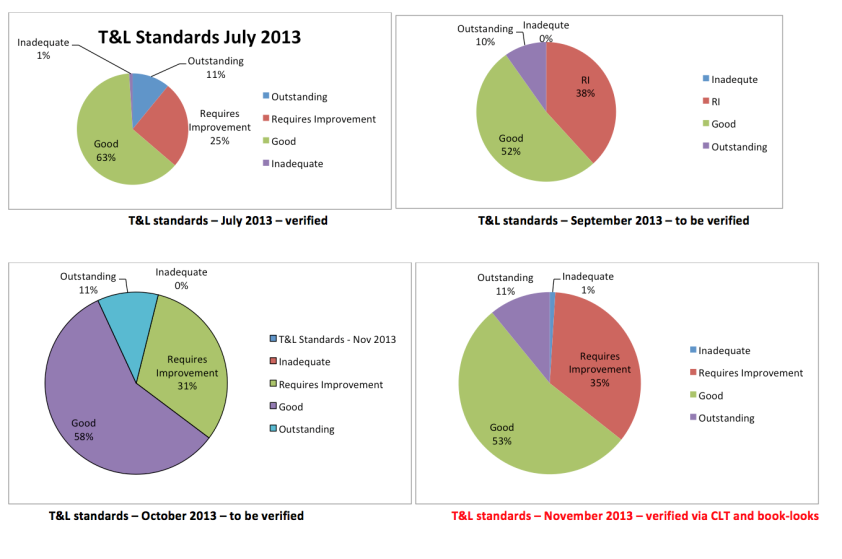 T&L Standards July 2013
Inadequate
1%
Outstanding
11%
Requires
Improvement
25%
Good
63%
Outstanding
Requires Improvement
Good
Inadequate
T&L standards – July 2013 – verified
Outstanding
10%
Inadequte
0%
RI
38%
Good
52%
Inadequte
RI
Good
Outstanding
T&L standards – September 2013 – to be verified
Outstanding
11%
Inadequate
0%
Requires
Improvement
31%
Good
58%
T&L Standards - Nov 2013
Inadequate
Requires Improvement
Good
Outstanding
T&L standards – October 2013 – to be verified
Outstanding
11%
Inadequate
1%
Requires
Improvement
35%
Good
53%
Inadequate
Requires Improvement
Good
Outstanding
T&L standards – November 2013 – verified via CLT and book-looks